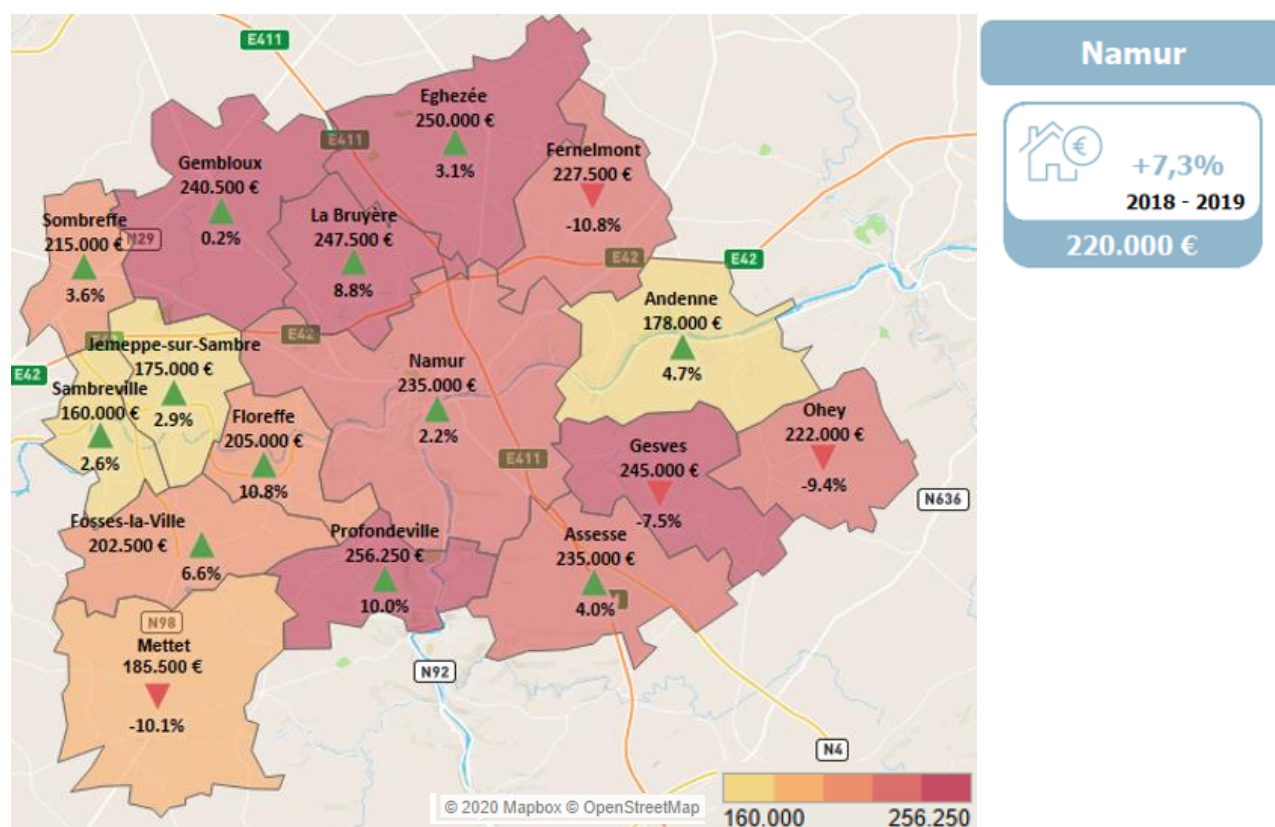 E411
Namur
Eghezée
250.000 €
3.1%
E411
Fernelmont
227.500 €
-10.8%
+7,3%
2018 - 2019
220.000 €
Gembloux
240.500 €
0.2%
La Bruyère
247.500 €
8.8%
Sombreffe
215.000 €
N29
3.6%
E42
E42
Andenne
178.000 €
4.7%
E42
Jemeppe-sur-Sambre
175.000 €
2.9%
E42
Sambreville
160.000 €
2.6%
Namur
235.000 €
2.2%
Floreffe
205.000 €
10.8%
Ohey
222.000 €
-9.4%
Gesves
245.000 €
-7.5%
E411
N636
Fosses-la-Ville
202.500 €
6.6%
Profondeville
256.250 €
10.0%
Assesse
235.000 €
4.0%
N98
Mettet
185.500 €
-10.1%
N92
N4
© 2020 Mapbox © OpenStreetMap
160.000
256.250